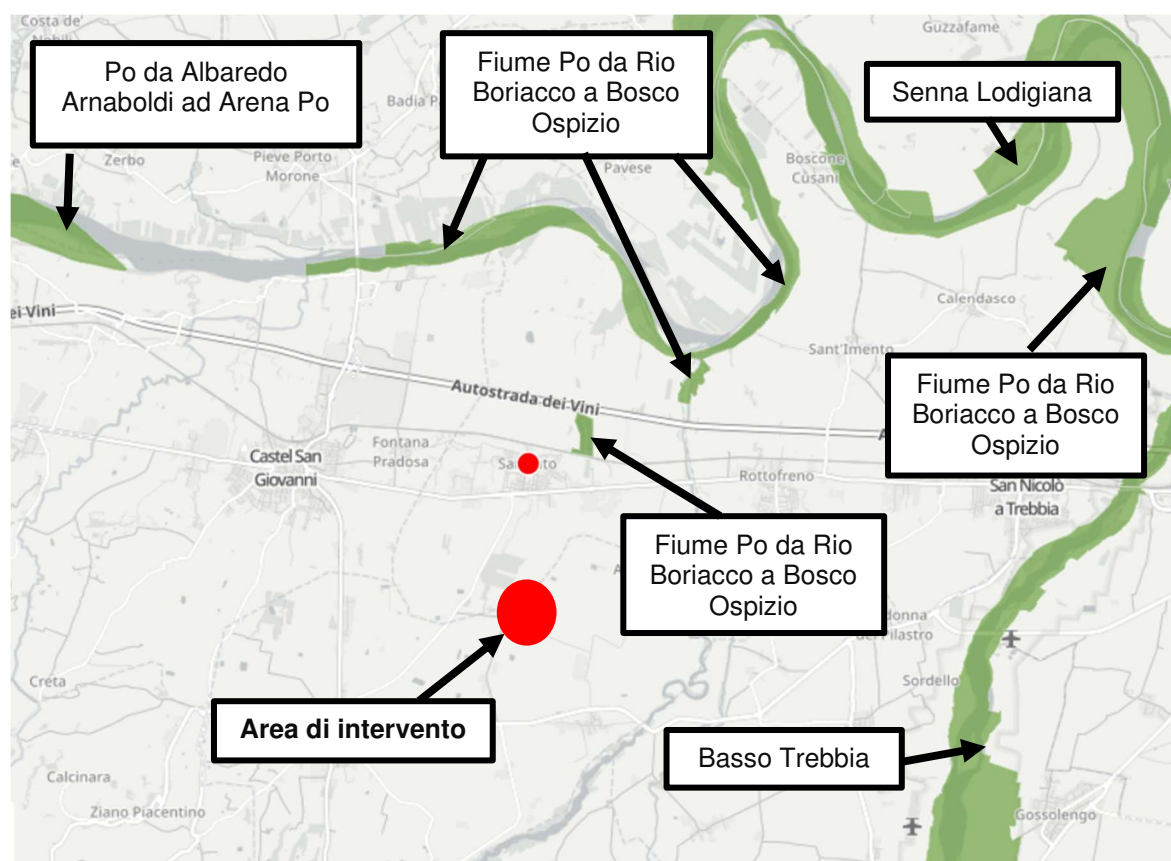 Costa de'
Nobili
Guzzafame
Po da Albaredo
Arnaboldi ad Arena Po
Fiume Po da Rio
Boriacco a Bosco
Ospizio
Senna Lodigiana
Badia P
Zerbo
Pieve Porto
Morone
Pavese
Boscone
Cusani
ei Vini
Calendasco
Sant'Imento
Autostrada dei Vini
A
Fiume Po da Rio
Boriacco a Bosco
Ospizio
Castel San
Giovanni
Fontana
Pradosa
Rottofreno
San Nicolò
a Trebbia
Fiume Po da Rio
Boriacco a Bosco
Ospizio
Sordello
Creta
Area di intervento
Basso Trebbia
Calcinara
Ziano Piacentino
Gossolengo